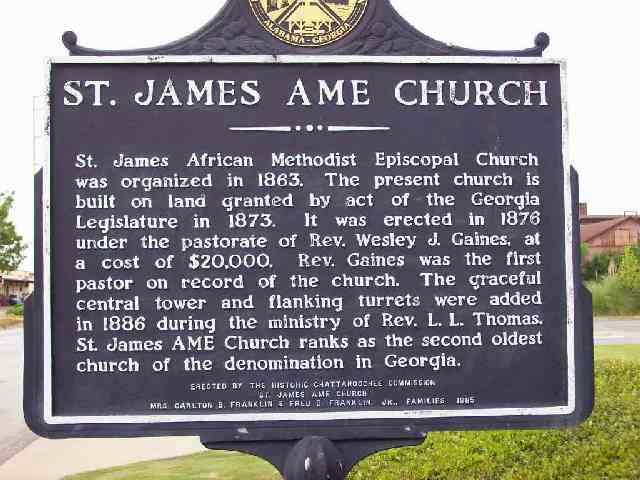 ALABAMA - GEORGIA
ST. JAMES AME CHURCH
St. James African Methodist Episcopal Church
was organized in 1863. The present church is
built on land granted by act of the Georgia
Legislature in 1873. It was erected in 1876
under the pastorate of Rev. Wesley J. Gaines, at
a cost of $20,000. Rev. Gaines was the first
pastor on record of the church. The graceful
central tower and flanking turrets were added
in 1886 during the ministry of Rev. L. L. Thomas.
St. James AME Church ranks as the second oldest
church of the denomination in Georgia.
ERECTED BY THE HISTORIC CHATTAHOOCHEE COMMISSION
ST. JAMES AME CHURCH
MRS. CARLTON B. FRANKLIN & FRED D. FRANKLIN, JR., FAMILIES 1985